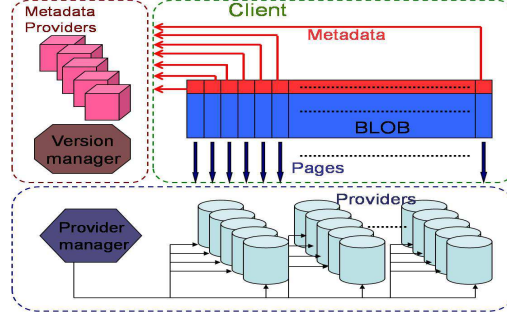 Metadata
Providers
Client
Metadata
Version
manager
BLOB
Pages
Providers
Provider
manager